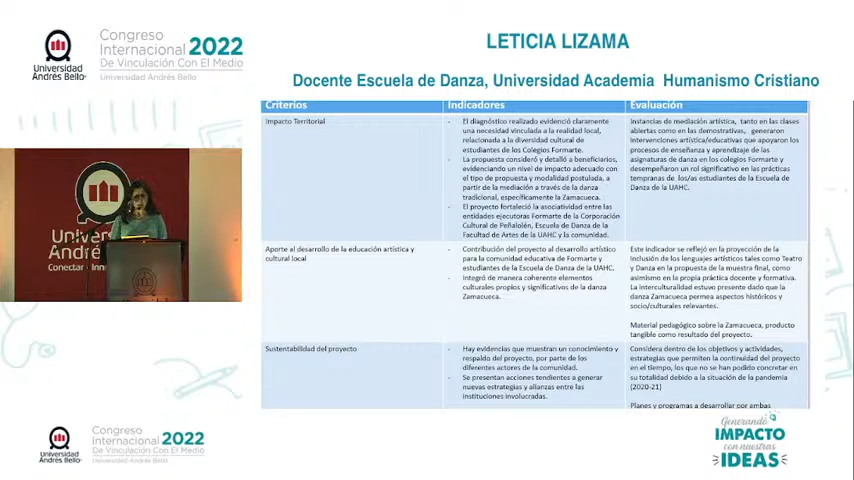 Universidad
Andrés Bello
Congreso
Internacional 2022
De Vinculación Con El Medio
Universidad Andrés Bello
LETICIA LIZAMA
Docente Escuela de Danza, Universidad Academia Humanismo Cristiano
Univers
Andrés
Conectar
Criterios
Indicadores
Evaluación
Impacto Territorial
- El diagnóstico realizado evidenció claramente
una necesidad vinculada a la realidad local,
relacionada a la diversidad cultural de
estudiantes de los Colegios Formarte.
- La propuesta consideró y detalló a beneficiarios,
evidenciando un nivel de impacto adecuado con
el tipo de propuesta y modalidad postulada, a
partir de la mediación a través de la danza
tradicional, específicamente la Zamacueca.
- El proyecto fortaleció la asociatividad entre las
entidades ejecutoras Formarte de la Corporación
Cultural de Peñalolén, Escuela de Danza de la
Facultad de Artes de la UAHC y la comunidad.
Instancias de mediación artística, tanto en las clases
abiertas como en las demostrativas, generaron
intervenciones artística/educativas que apoyaron los
procesos de enseñanza y aprendizaje de las
asignaturas de danza en los colegios Formarte y
desempeñaron un rol significativo en las prácticas
tempranas de los/as estudiantes de la Escuela de
Danza de la UAHC.
Aporte al desarrollo de la educación artística y
cultural local
- Contribución del proyecto al desarrollo artístico
para la comunidad educativa de Formarte y
estudiantes de la Escuela de Danza de la UAHC.
- Integró de manera coherente elementos
culturales propios y significativos de la danza
Zamacueca.
Este indicador se reflejó en la proyección de la
inclusión de los lenguajes artísticos tales como Teatro
y Danza en la propuesta de la muestra final, como
asimismo en la propia práctica docente y formativa.
La interculturalidad estuvo presente dado que la
danza Zamacueca permea aspectos históricos y
socio/culturales relevantes.
Material pedagógico sobre la Zamacueca, producto
tangible como resultado del proyecto.
Sustentabilidad del proyecto
- Hay evidencias que muestran un conocimiento y
respaldo del proyecto, por parte de los
diferentes actores de la comunidad.
- Se presentan acciones tendientes a generar
nuevas estrategias y alianzas entre las
instituciones involucradas.
Considera dentro de los objetivos y actividades,
estrategias que permiten la continuidad del proyecto
en el tiempo, los que no se han podido concretar en
su totalidad debido a la situación de la pandemia
(2020-21)
Planes y programas a desarrollar por ambas
Universidad
Andrés Bello
Congreso
Internacional 2022
De Vinculación Con El Medio
Universidad Andrés Bello
Generando
IMPACTO
con nuestras
IDEAS